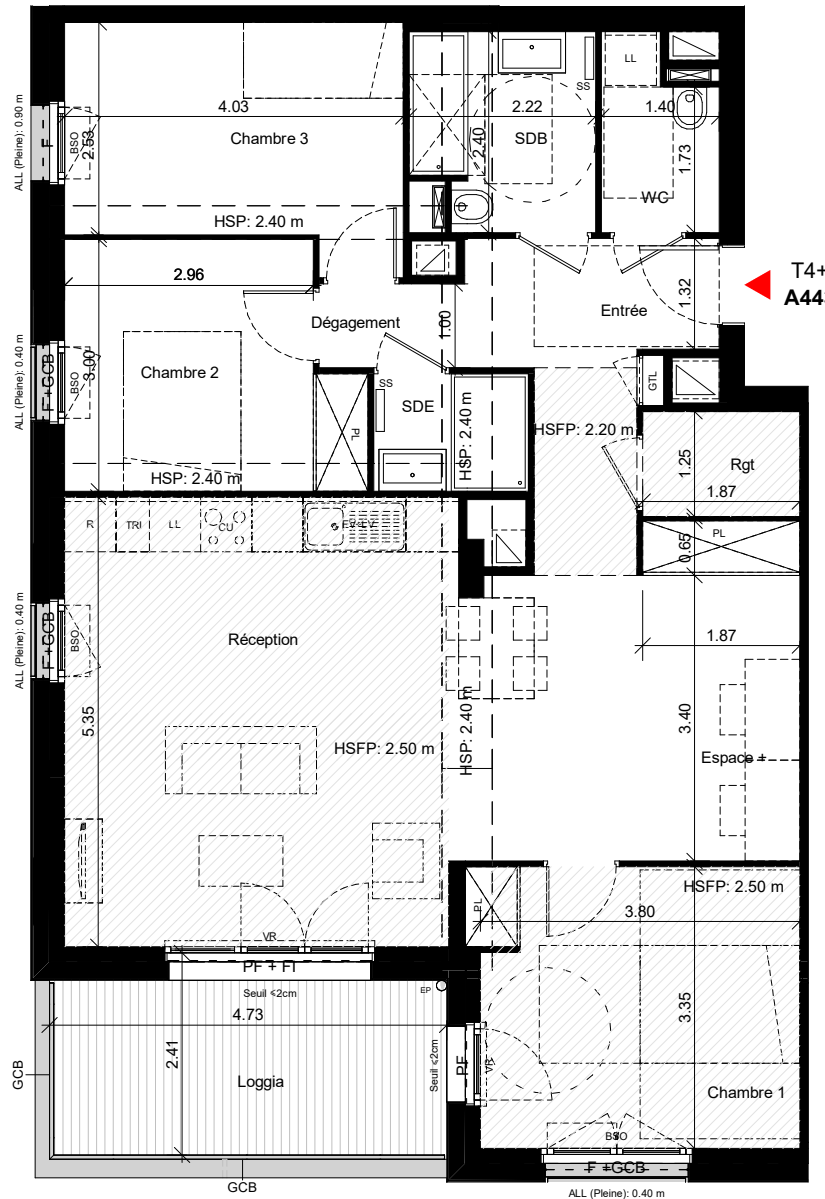 LL
SS
4.03
2.22
1.40
Chambre 3
SDB
2.40
1.73
WC
ALL (Pleine): 0.90 m
F
BSO
2.53
HSP: 2.40 m
T4+
2.96
1.32
Entrée
Dégagement
1.00
ALL (Pleine): 0.40 m
F +GCB
BSO
3.00
Chambre 2
SS
SDE
PL
GTL
HSP: 2.40 m
HSFP: 2.20 m
1.25
Rgt
HSP: 2.40 m
1.87
R
TRI
LL
CU
PL
0.65
ALL (Pleine): 0.40 m
F +GCB
BSO
Réception
1.87
5.35
HSP: 2.40 m
3.40
HSFP: 2.50 m
Espace +
HSFP: 2.50 m
PL
3.80
VR
PF + FI
Seuil ≤2cm
EP
4.73
3.35
2.41
Seuil ≤2cm
PF
VR
GCB
Loggia
Chambre 1
BSO
F +GCB
GCB
ALL (Pleine): 0.40 m